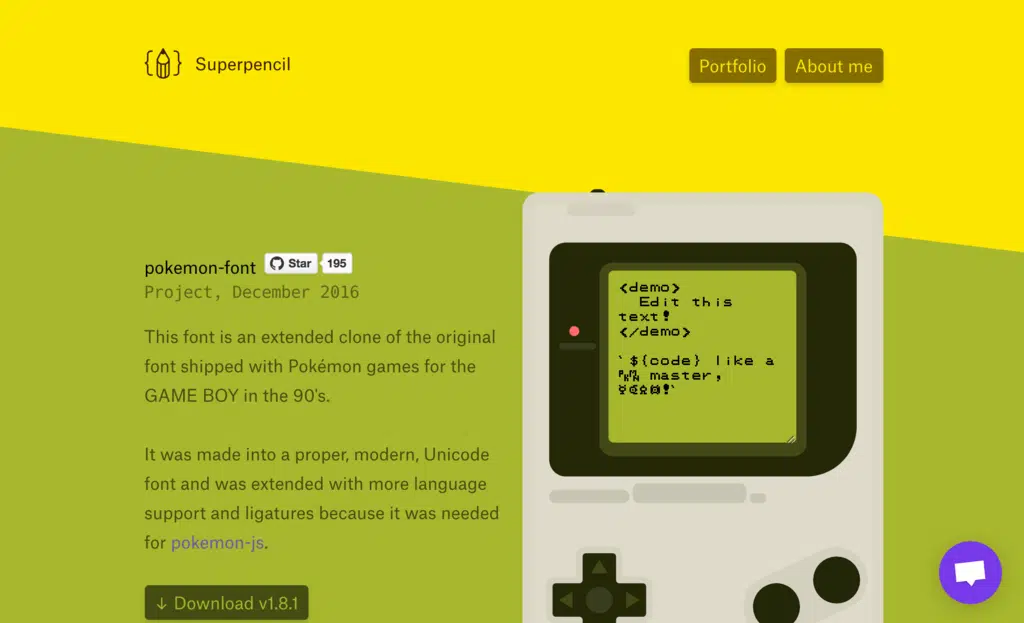 Superpencil
Portfolio
About me
pokemon-font
Star
195
Project, December 2016
This font is an extended clone of the original
font shipped with Pokémon games for the
GAME BOY in the 90's.
It was made into a proper, modern, Unicode
font and was extended with more language
support and ligatures because it was needed
for pokemon-js.
↓ Download v1.8.1
<demo>
Edit this
text!
</demo>
`${code} like a
master,